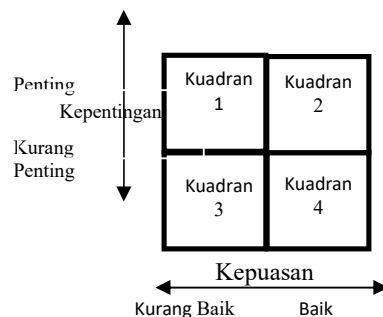 Penting
Kepentingan
Kurang
Penting
Kuadran
1
Kuadran
2
Kuadran
3
Kuadran
4
Kepuasan
Kurang Baik
Baik